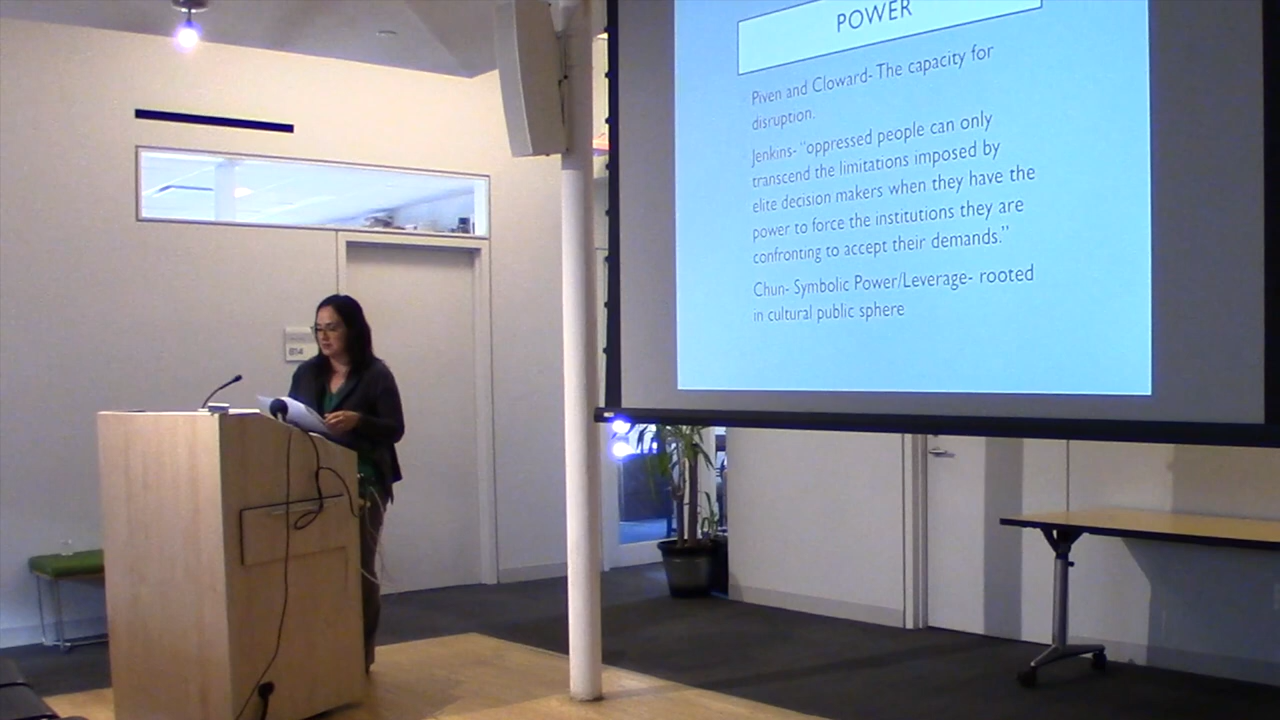 POWER
Piven and Cloward- The capacity for
disruption.
Jenkins- "oppressed people can only
transcend the limitations imposed by
elite decision makers when they have the
power to force the institutions they are
confronting to accept their demands."
Chun- Symbolic Power/Leverage- rooted
in cultural public sphere
814